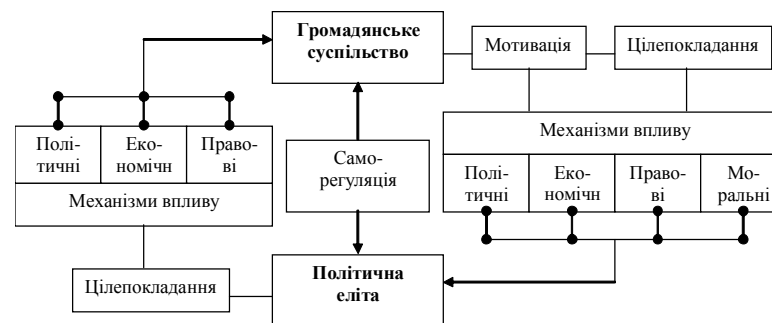 Громадянське
суспільство
Мотивація
Цілепокладання
Полі-
тичні
Еко-
номічн
Право-
ві
Механізми впливу
Само-
регуляція
Механізми впливу
Полі-
тичні
Еко-
номічн
Право-
ві
Мо-
ральні
Цілепокладання
Політична
еліта